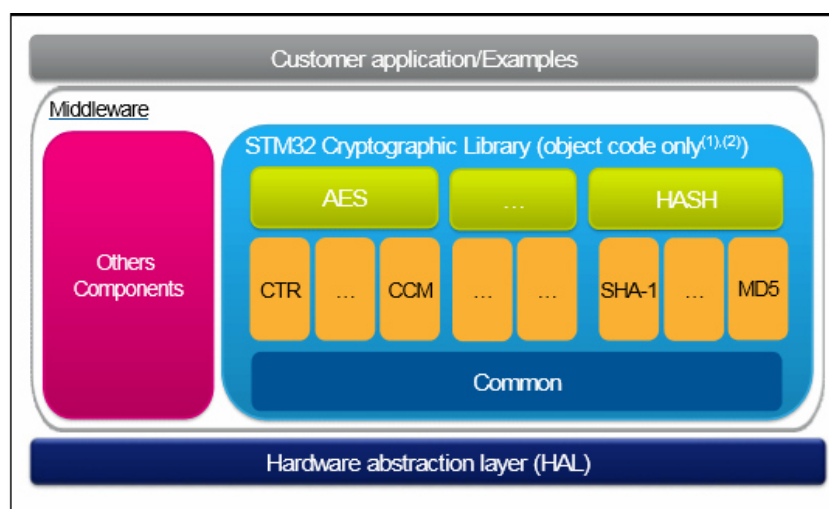 Customer application/Examples
Middleware
STM32 Cryptographic Library (object code only(1),(2))
AES
...
HASH
Others
Components
CTR
...
CCM
...
...
SHA-1
...
MD5
Common
Hardware abstraction layer (HAL)